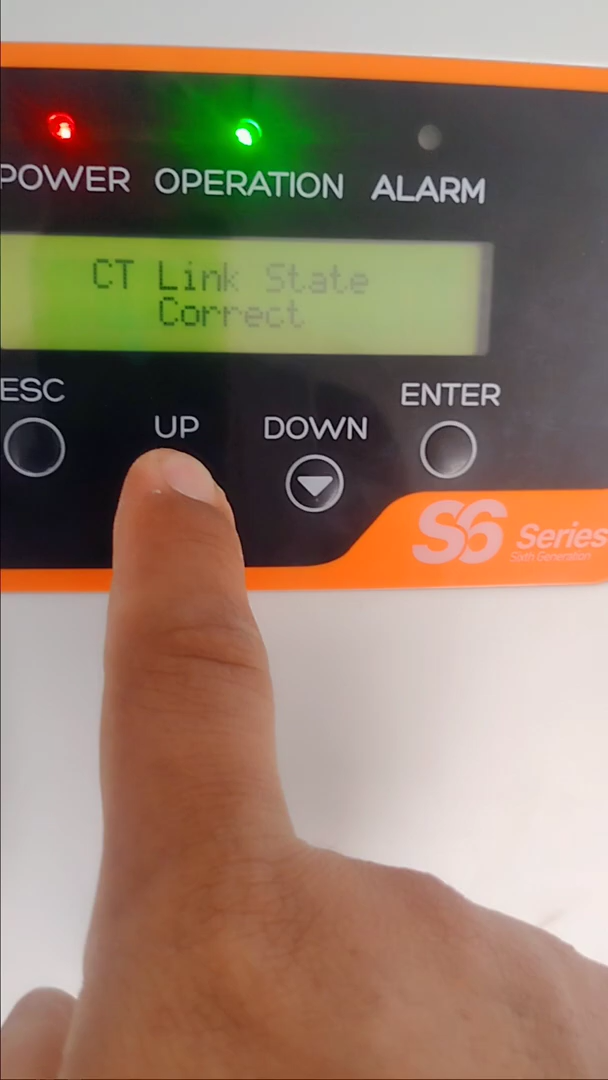 POWER OPERATION ALARM
CT Link State
Correct
ESC UP DOWN ENTER
S6 Series
Sixth Generation